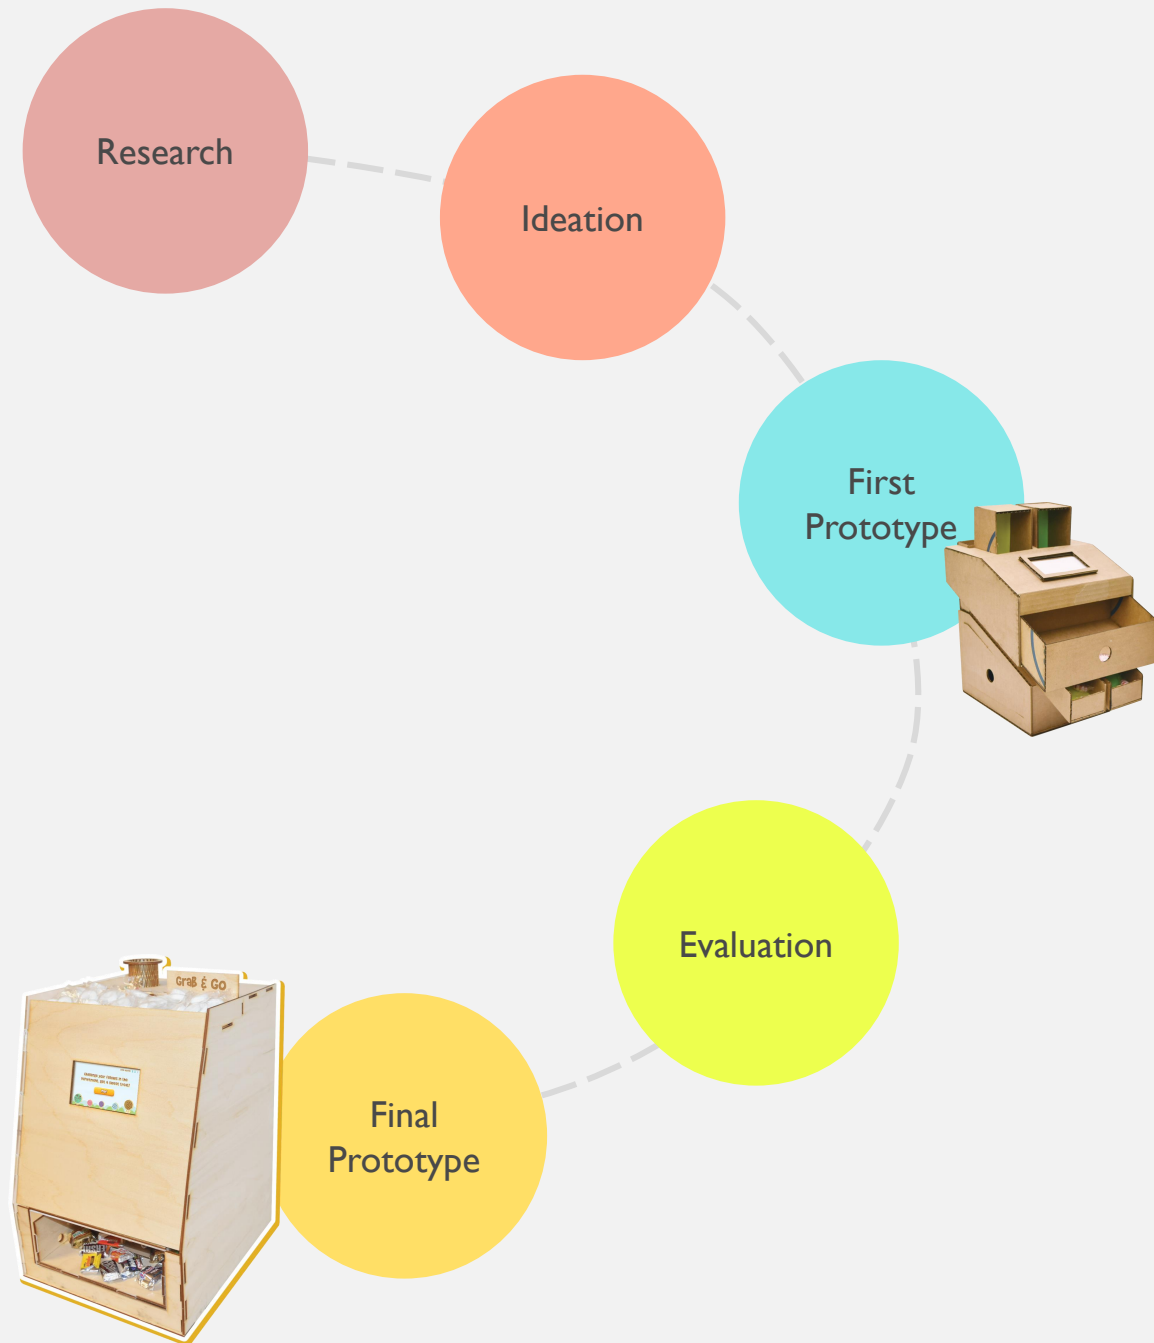 Research
Ideation
First
Prototype
Evaluation
GraB & GO
Final
Prototype